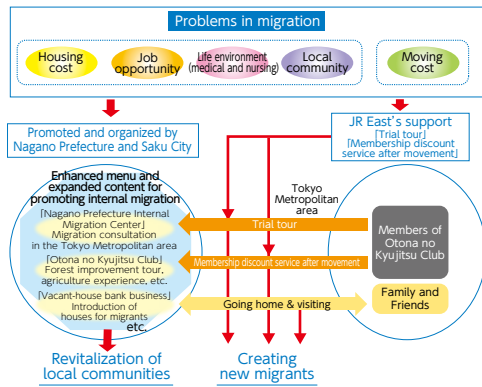 Problems in migration
Housing
cost
Job
opportunity
Life environment
(medical and nursing)
Local
community
Moving
cost
Promoted and organized by
Nagano Prefecture and Saku City
JR East's support
｢Trial tour｣
｢Membership discount
service after movement｣
Enhanced menu and
expanded content for
promoting internal migration
｢Nagano Prefecture Internal
Migration Center｣
Migration consultation
in the Tokyo Metropolitan area
｢Otona no Kyujitsu Club｣
Forest improvement tour,
agriculture experience, etc.
｢Vacant-house bank business｣
Introduction of
houses for migrants
etc.
Tokyo
Metropolitan
area
Trial tour
Membership discount service after movement
Going home & visiting
Members of
Otona no
Kyujitsu Club
Family and
Friends
Revitalization of
local communities
Creating
new migrants